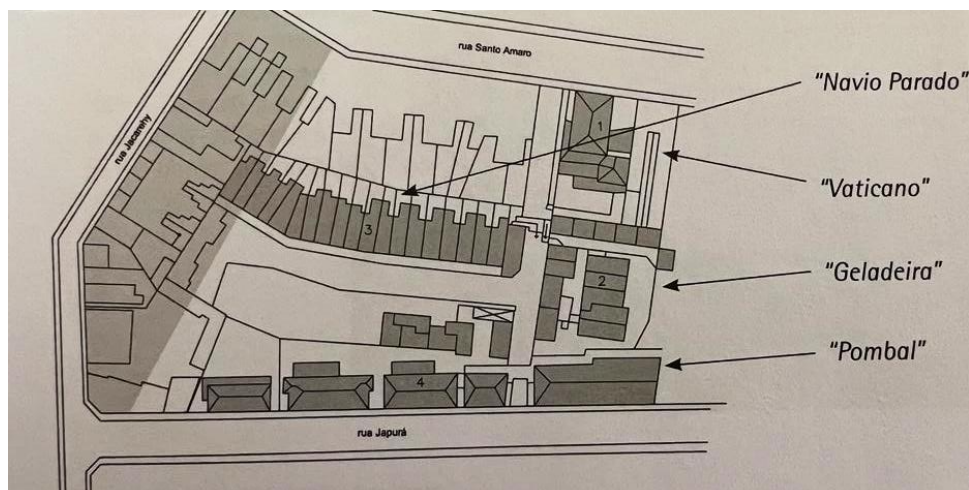 rua Santo Amaro
"Navio Parado"
rua Jacarehy
1
"Vaticano"
3
"Geladeira"
2
"Pombal"
4
rua Japurá